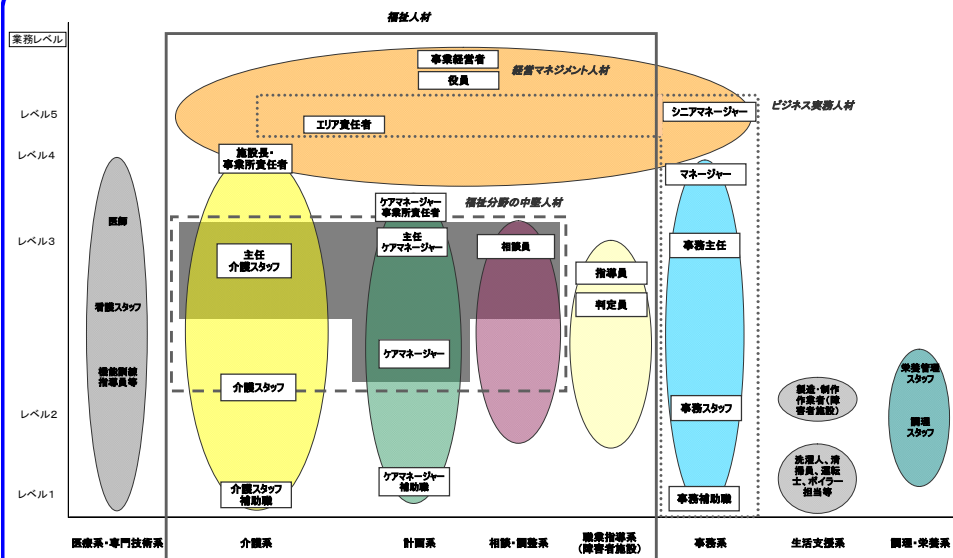 福祉人材
業務レベル
事業経営者
役員
経営マネジメント人材
ビジネス実務人材
レベル5
エリア責任者
シニアマネージャー
レベル4
施設長・
事業所責任者
マネージャー
医師
ケアマネージャー
事業所責任者
福祉分野の中堅人材
レベル3
主任
介護スタッフ
主任
ケアマネージャー
相談員
事務主任
指導員
判定員
看護スタッフ
機能訓練
指導員等
ケアマネージャー
介護スタッフ
栄養管理
スタッフ
製造・制作
作業者(障
害者施設)
レベル2
事務スタッフ
調理
スタッフ
洗濯人、清
掃員、運転
士、ボイラー
担当等
レベル1
介護スタッフ
補助職
ケアマネージャー
補助職
事務補助職
医療系・専門技術系
介護系
計画系
相談・調整系
職業指導系
(障害者施設)
事務系
生活支援系
調理・栄養系